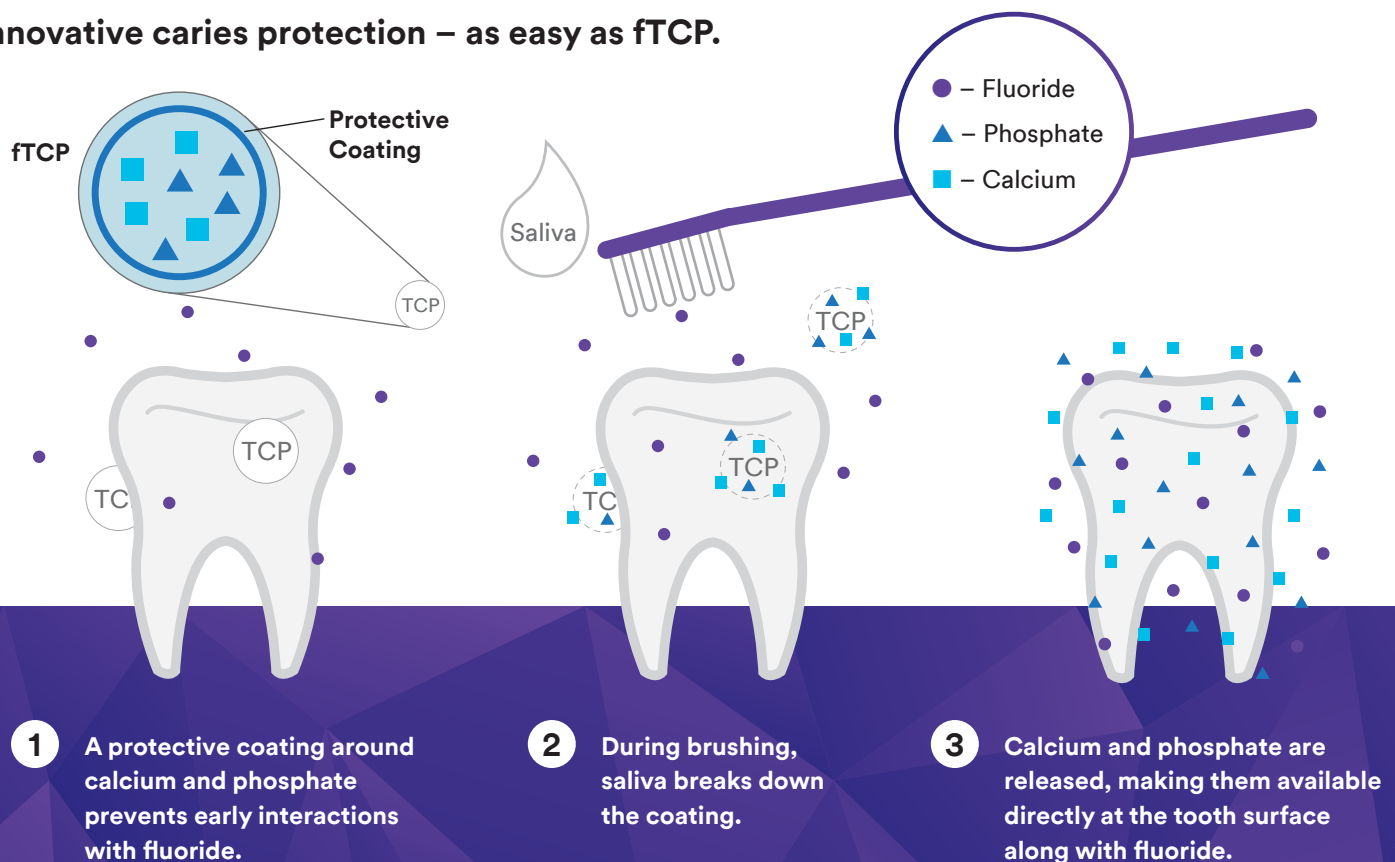 nnovative caries protection – as easy as fTCP.
fTCP
Protective
Coating
TCP
TCP
TC
Saliva
– Fluoride
– Phosphate
– Calcium
TCP
TCP
TC
1
A protective coating around
calcium and phosphate
prevents early interactions
with fluoride.
2
During brushing,
saliva breaks down
the coating.
3
Calcium and phosphate are
released, making them available
directly at the tooth surface
along with fluoride.